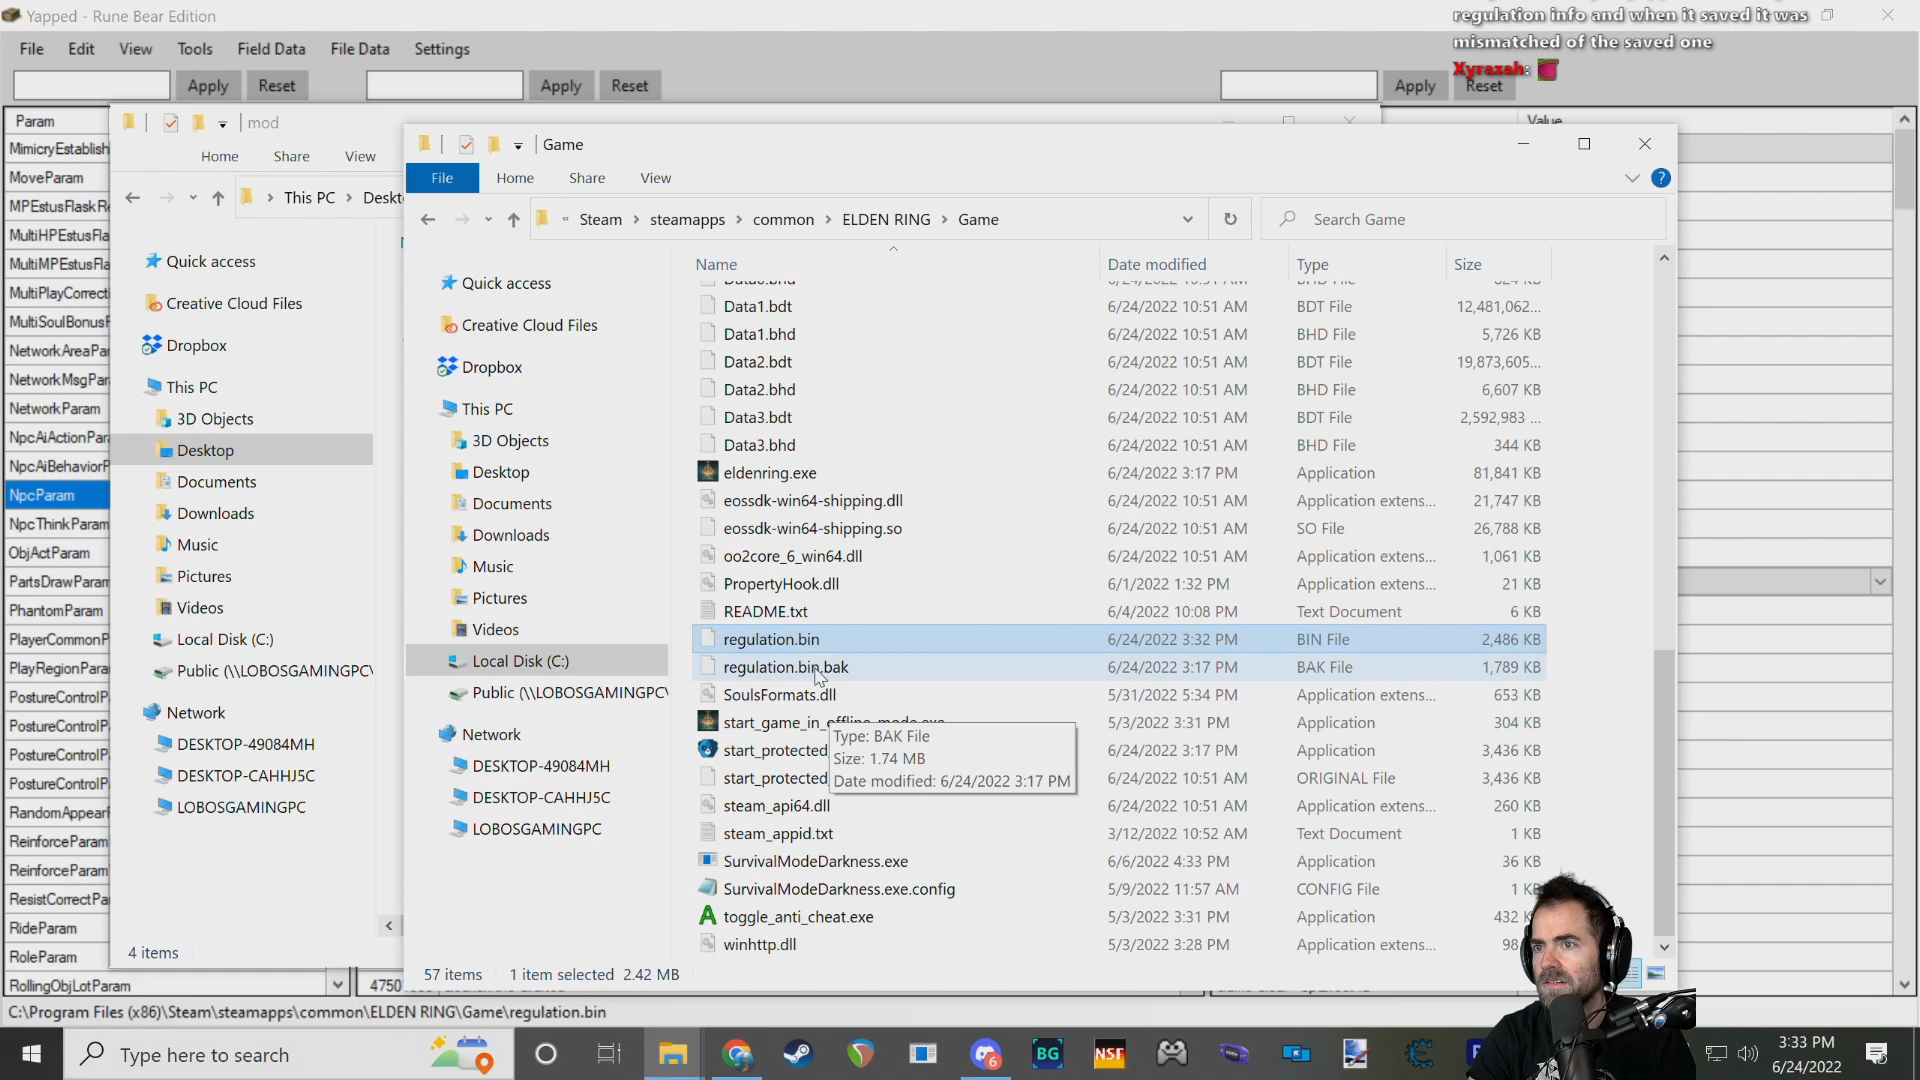 Yapped - Rune Bear Edition
regulation info and when it saved it was
mismatched of the saved one
Xyrazah:
File Edit View Tools Field Data File Data Settings
Apply Reset Apply Reset Apply Reset
Param
Value
MimicryEstablish
MoveParam
MPEstusFlaskRe
MultiHPEstusFla
MultiMPEstusFla
MultiPlayCorrecti
MultiSoulBonusF
NetworkAreaPar
NetworkMsgPar
NetworkParam
NpcAiActionPar
NpcAiBehaviorP
NpcParam
NpcThinkParam
ObjActParam
PartsDrawParam
PhantomParam
PlayerCommonP
PlayRegionParam
PostureControlP
PostureControlP
PostureControlP
PostureControlP
RandomAppearP
ReinforceParam
ReinforceParam
ResistCorrectPa
RideParam
RoleParam
RollingObjLotParam
mod
Home Share View
This PC Deskt
Quick access
Creative Cloud Files
Dropbox
This PC
3D Objects
Desktop
Documents
Downloads
Music
Pictures
Videos
Local Disk (C:)
Public (\\LOBOSGAMINGPC\
Network
DESKTOP-49084MH
DESKTOP-CAHHJ5C
LOBOSGAMINGPC
4 items
Game
File Home Share View
« Steam steamapps common ELDEN RING Game
Search Game
Quick access
Creative Cloud Files
Dropbox
This PC
3D Objects
Desktop
Documents
Downloads
Music
Pictures
Videos
Local Disk (C:)
Public (\\LOBOSGAMINGPC\
Network
DESKTOP-49084MH
DESKTOP-CAHHJ5C
LOBOSGAMINGPC
Name Date modified Type Size
Data1.bdt 6/24/2022 10:51 AM BDT File 12,481,062...
Data1.bhd 6/24/2022 10:51 AM BHD File 5,726 KB
Data2.bdt 6/24/2022 10:51 AM BDT File 19,873,605...
Data2.bhd 6/24/2022 10:51 AM BHD File 6,607 KB
Data3.bdt 6/24/2022 10:51 AM BDT File 2,592,983 ...
Data3.bhd 6/24/2022 10:51 AM BHD File 344 KB
eldenring.exe 6/24/2022 3:17 PM Application 81,841 KB
eossdk-win64-shipping.dll 6/24/2022 10:51 AM Application extens... 21,747 KB
eossdk-win64-shipping.so 6/24/2022 10:51 AM SO File 26,788 KB
oo2core_6_win64.dll 6/24/2022 10:51 AM Application extens... 1,061 KB
PropertyHook.dll 6/1/2022 1:32 PM Application extens... 21 KB
README.txt 6/4/2022 10:08 PM Text Document 6 KB
regulation.bin 6/24/2022 3:32 PM BIN File 2,486 KB
regulation.bin.bak 6/24/2022 3:17 PM BAK File 1,789 KB
SoulsFormats.dll 5/31/2022 5:34 PM Application extens... 653 KB
start_game_in_offline_mode.exe 5/3/2022 3:31 PM Application 304 KB
start_protected 6/24/2022 3:17 PM Application 3,436 KB
start_protected_ 6/24/2022 10:51 AM ORIGINAL File 3,436 KB
steam_api64.dll 6/24/2022 10:51 AM Application extens... 260 KB
steam_appid.txt 3/12/2022 10:52 AM Text Document 1 KB
SurvivalModeDarkness.exe 6/6/2022 4:33 PM Application 36 KB
SurvivalModeDarkness.exe.config 5/9/2022 11:57 AM CONFIG File 1 KB
toggle_anti_cheat.exe 5/3/2022 3:31 PM Application 432 K
winhttp.dll 5/3/2022 3:28 PM Application extens... 98
Type: BAK File
Size: 1.74 MB
Date modified: 6/24/2022 3:17 PM
57 items 1 item selected 2.42 MB
C:\Program Files (x86)\Steam\steamapps\common\ELDEN RING\Game\regulation.bin
Type here to search
BG
NSF
3:33 PM
6/24/2022